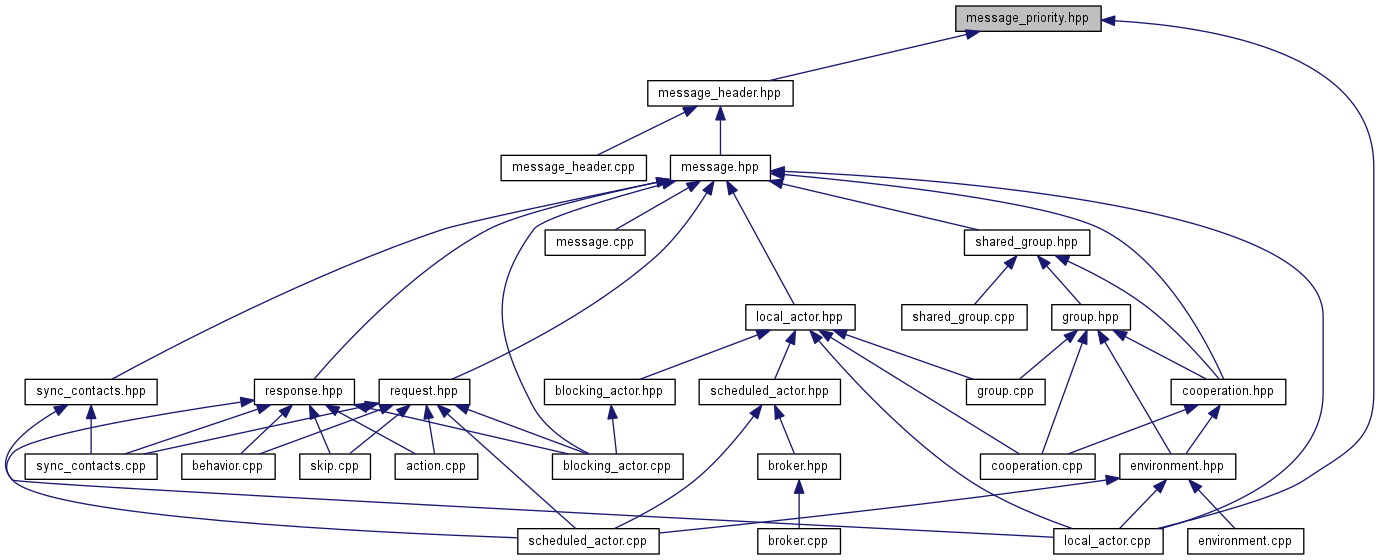 message_priority.hpp
message_header.hpp
message_header.cpp
message.hpp
message.cpp
shared_group.hpp
local_actor.hpp
shared_group.cpp
group.hpp
sync_contacts.hpp
response.hpp
request.hpp
blocking_actor.hpp
scheduled_actor.hpp
group.cpp
cooperation.hpp
sync_contacts.cpp
behavior.cpp
skip.cpp
action.cpp
blocking_actor.cpp
broker.hpp
cooperation.cpp
environment.hpp
scheduled_actor.cpp
broker.cpp
local_actor.cpp
environment.cpp